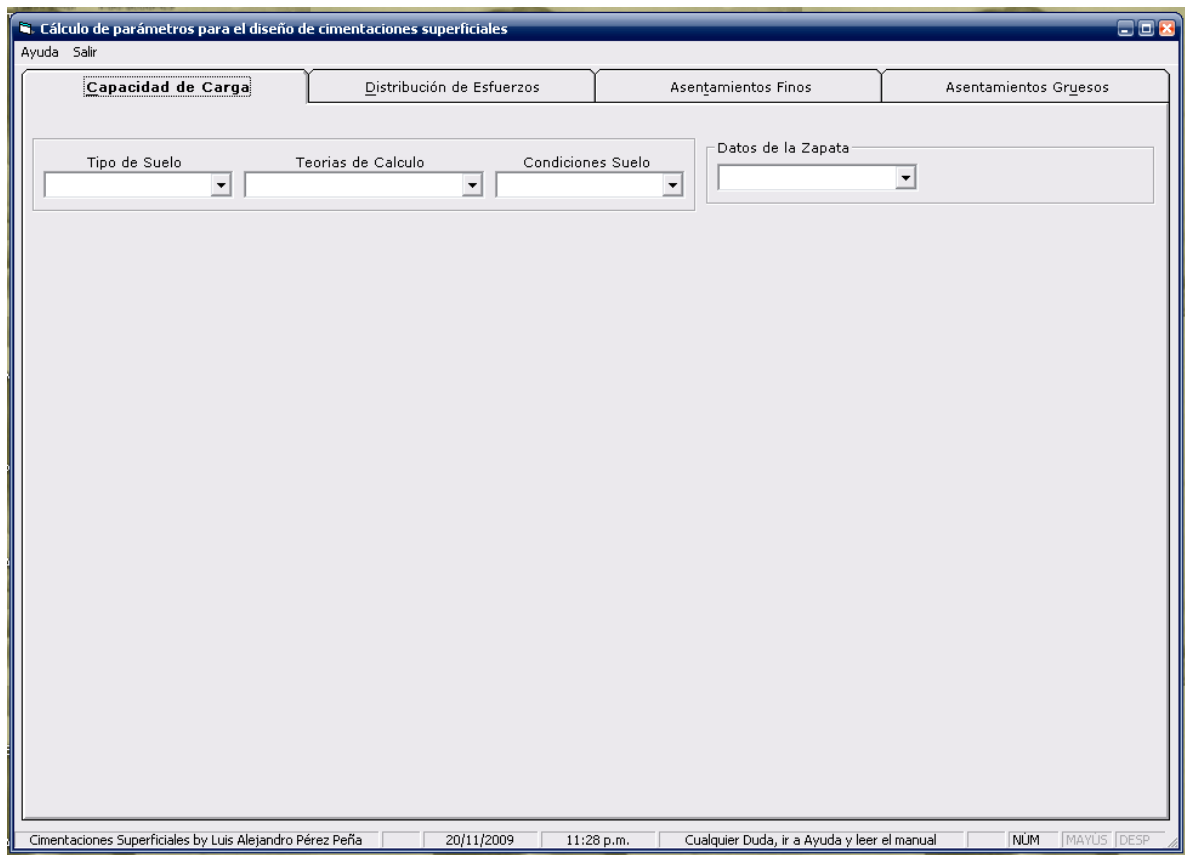 Cálculo de parámetros para el diseño de cimentaciones superficiales
Ayuda Salir
Capacidad de Carga Distribución de Esfuerzos Asentamientos Finos Asentamientos Gruesos
Tipo de Suelo Teorias de Calculo Condiciones Suelo Datos de la Zapata
Cimentaciones Superficiales by Luis Alejandro Pérez Peña 20/11/2009 11:28 p.m. Cualquier Duda, ir a Ayuda y leer el manual NÚM MAYÚS DESP